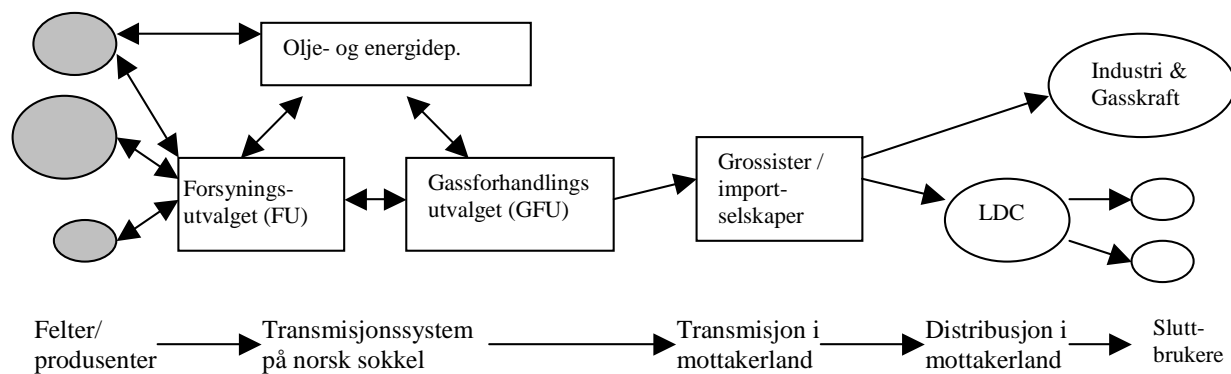 Olje- og energidep.
Industri &
Gasskraft
Forsynings-
utvalget (FU)
Gassforhandlings
utvalget (GFU)
Grossister /
import-
selskaper
LDC
Felter/
produsenter
Transmisjonssystem
på norsk sokkel
Transmisjon i
mottakerland
Distribusjon i
mottakerland
Slutt-
brukere